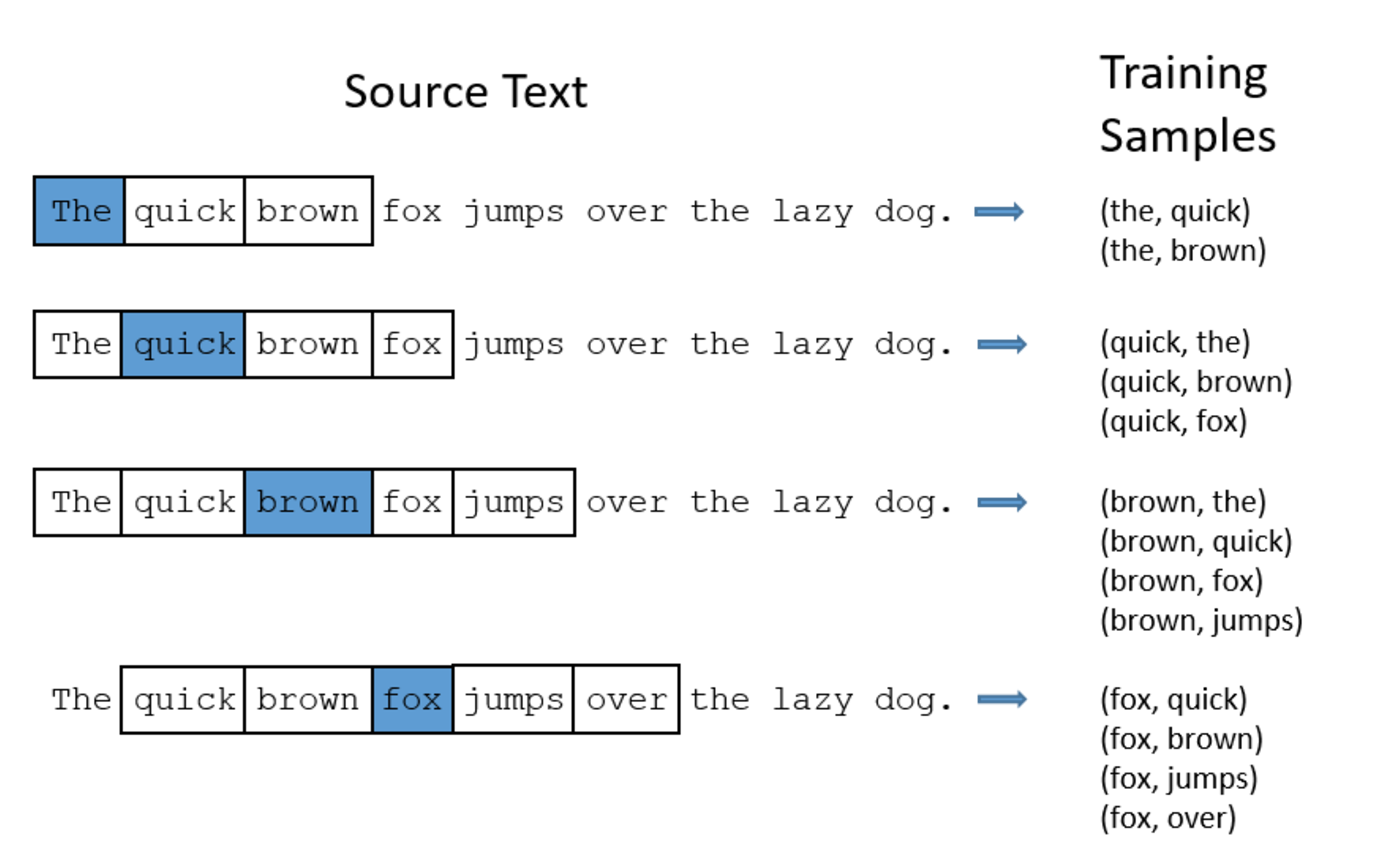 Source Text
Training
Samples
The quick brown fox jumps over the lazy dog.
(the, quick)
(the, brown)
The quick brown fox jumps over the lazy dog.
(quick, the)
(quick, brown)
(quick, fox)
The quick brown fox jumps over the lazy dog.
(brown, the)
(brown, quick)
(brown, fox)
(brown, jumps)
The quick brown fox jumps over the lazy dog.
(fox, quick)
(fox, brown)
(fox, jumps)
(fox, over)